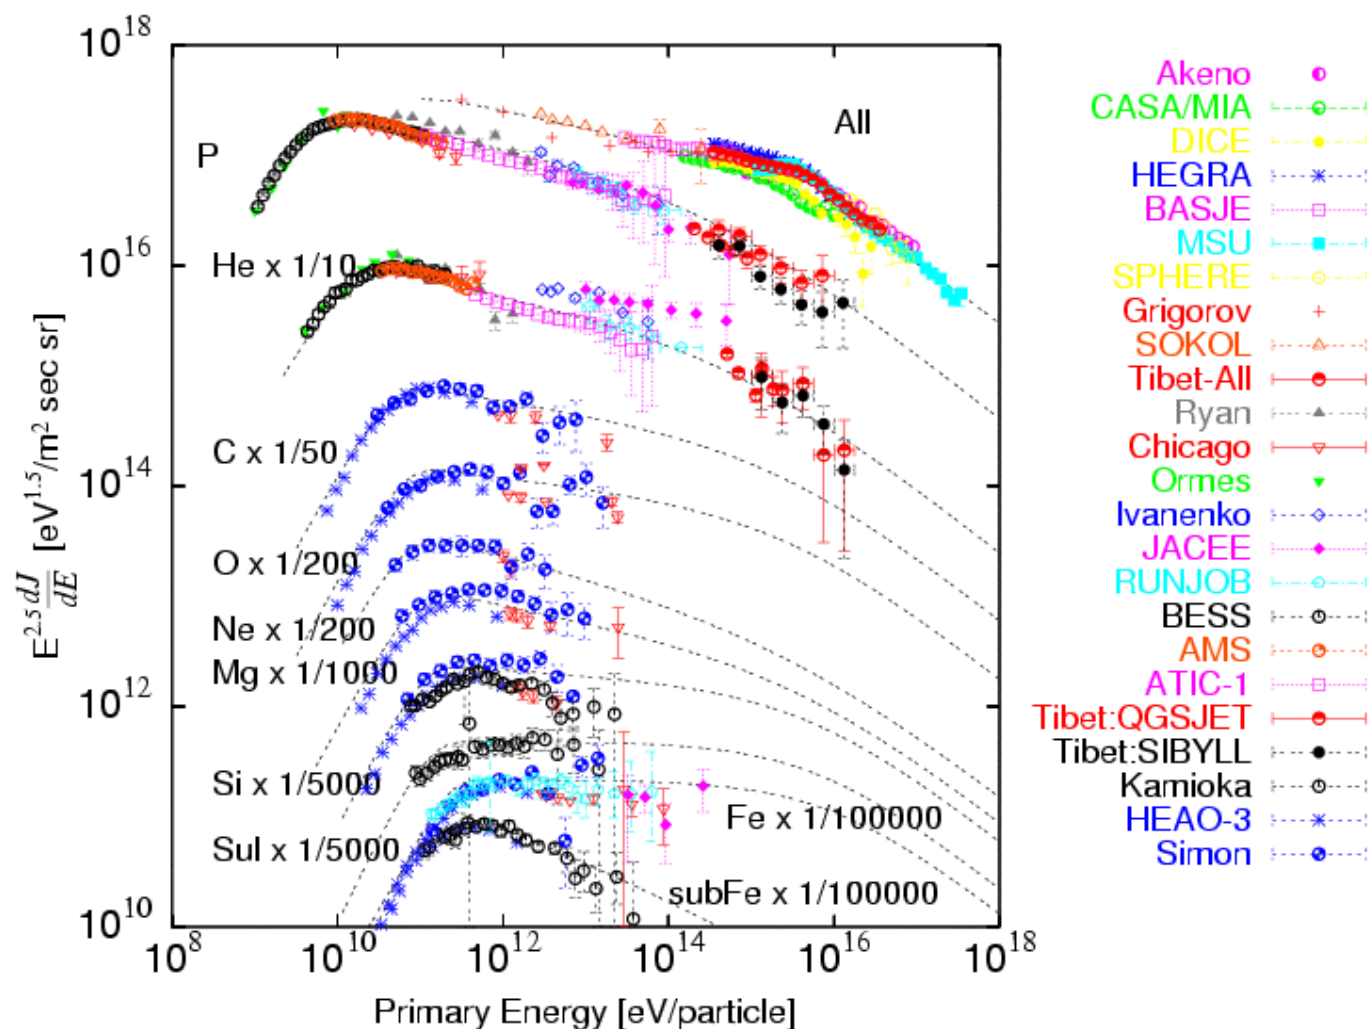 10^18
10^16
10^14
10^12
10^10
E^2.5 dJ/dE [eV^1.5/m^2 sec sr]
10^8 10^10 10^12 10^14 10^16 10^18
Primary Energy [eV/particle]
All
P
He x 1/10
C x 1/50
O x 1/200
Ne x 1/200
Mg x 1/1000
Si x 1/5000
Sul x 1/5000
Fe x 1/100000
subFe x 1/100000
Akeno
CASA/MIA
DICE
HEGRA
BASJE
MSU
SPHERE
Grigorov
SOKOL
Tibet-All
Ryan
Chicago
Ormes
Ivanenko
JACEE
RUNJOB
BESS
AMS
ATIC-1
Tibet:QGSJET
Tibet:SIBYLL
Kamioka
HEAO-3
Simon